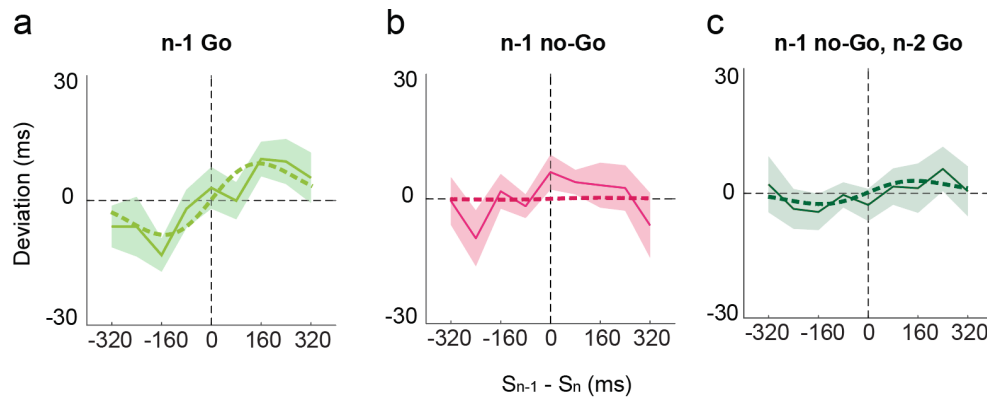 a
n-1 Go
b
n-1 no-Go
c
n-1 no-Go, n-2 Go
Deviation (ms)
30
0
-30
-320 -160 0 160 320
30
0
-30
-320 -160 0 160 320
30
0
-30
-320 -160 0 160 320
Sn-1 - Sn (ms)